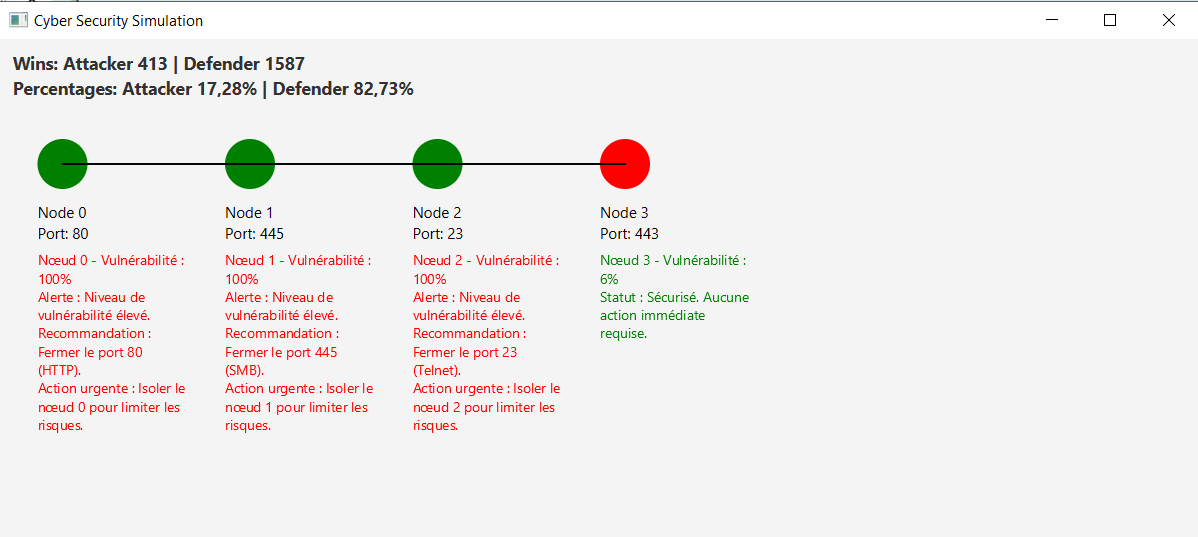 Cyber Security Simulation
Wins: Attacker 413 | Defender 1587
Percentages: Attacker 17,28% | Defender 82,73%
Node 0
Port: 80
Nœud 0 - Vulnérabilité :
100%
Alerte : Niveau de
vulnérabilité élevé.
Recommandation :
Fermer le port 80
(HTTP).
Action urgente : Isoler le
nœud 0 pour limiter les
risques.
Node 1
Port: 445
Nœud 1 - Vulnérabilité :
100%
Alerte : Niveau de
vulnérabilité élevé.
Recommandation :
Fermer le port 445
(SMB).
Action urgente : Isoler le
nœud 1 pour limiter les
risques.
Node 2
Port: 23
Nœud 2 - Vulnérabilité :
100%
Alerte : Niveau de
vulnérabilité élevé.
Recommandation :
Fermer le port 23
(Telnet).
Action urgente : Isoler le
nœud 2 pour limiter les
risques.
Node 3
Port: 443
Nœud 3 - Vulnérabilité :
6%
Statut : Sécurisé. Aucune
action immédiate
requise.